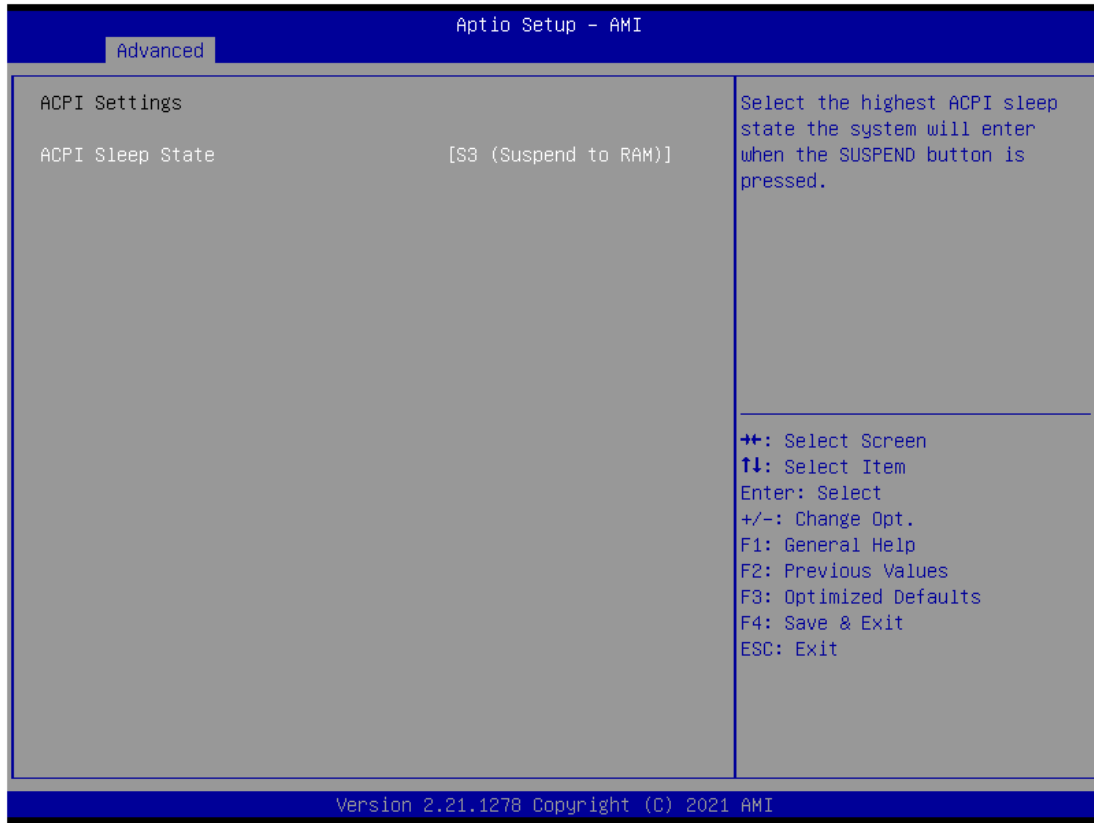 Aptio Setup – AMI
Advanced
ACPI Settings
ACPI Sleep State [S3 (Suspend to RAM)]
Select the highest ACPI sleep
state the system will enter
when the SUSPEND button is
pressed.
→←: Select Screen
↑↓: Select Item
Enter: Select
+/-: Change Opt.
F1: General Help
F2: Previous Values
F3: Optimized Defaults
F4: Save & Exit
ESC: Exit
Version 2.21.1278 Copyright (C) 2021 AMI